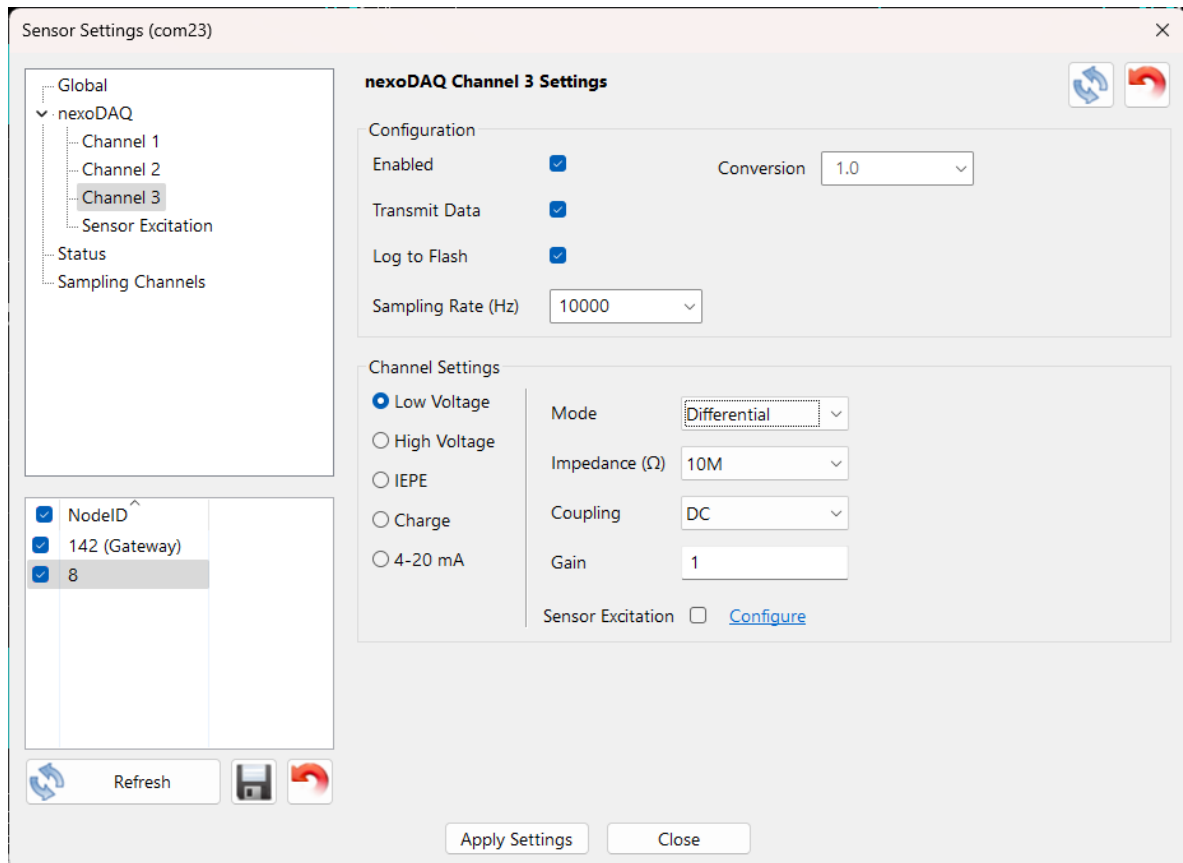 Sensor Settings (com23)
Global
nexoDAQ
Channel 1
Channel 2
Channel 3
Sensor Excitation
Status
Sampling Channels
NodeID
142 (Gateway)
8
Refresh
nexoDAQ Channel 3 Settings
Configuration
Enabled
Conversion 1.0
Transmit Data
Log to Flash
Sampling Rate (Hz) 10000
Channel Settings
Low Voltage
High Voltage
IEPE
Charge
4-20 mA
Mode Differential
Impedance (Ω) 10M
Coupling DC
Gain 1
Sensor Excitation Configure
Apply Settings Close